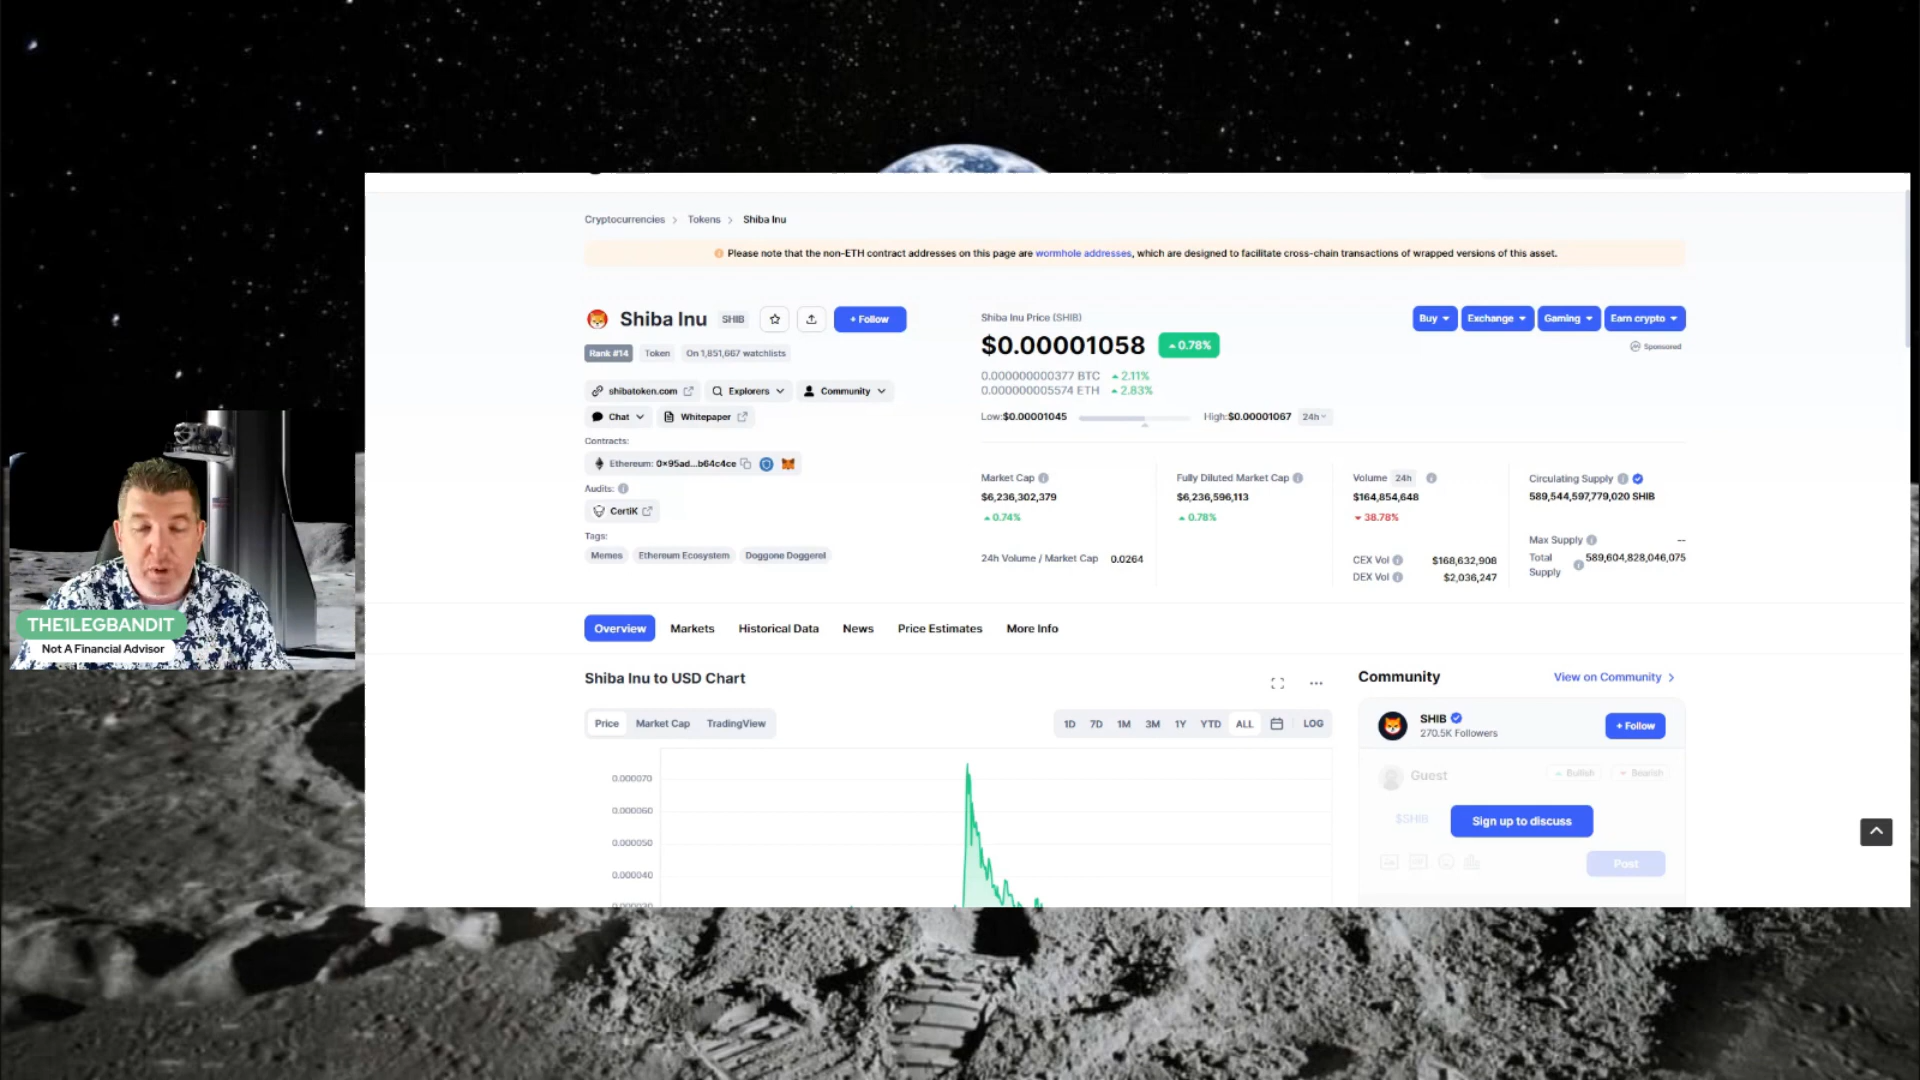 Cryptocurrencies > Tokens > Shiba Inu
Please note that the non-ETH contract addresses on this page are wormhole addresses, which are designed to facilitate cross-chain transactions of wrapped versions of this asset.
Shiba Inu SHIB + Follow
Rank #14 Token On 1,851,667 watchlists
shibatoken.com Explorers Community
Chat Whitepaper
Contracts:
Ethereum: 0x95ad...b64c4ce
Audits:
CertiK
Tags:
Memes Ethereum Ecosystem Doggone Doggerel
Shiba Inu Price (SHIB)
$0.00001058 0.78%
0.000000000377 BTC 2.11%
0.000000005574 ETH 2.83%
Low:$0.00001045 High:$0.00001067 24h
Buy Exchange Gaming Earn crypto
Sponsored
Market Cap
$6,236,302,379
0.74%
24h Volume / Market Cap 0.0264
Fully Diluted Market Cap
$6,236,596,113
0.78%
Volume 24h
$164,854,648
38.78%
CEX Vol $168,632,908
DEX Vol $2,036,247
Circulating Supply
589,544,597,779,020 SHIB
Max Supply --
Total Supply 589,604,828,046,075
THE1LEGBANDIT
Not A Financial Advisor
Overview Markets Historical Data News Price Estimates More Info
Shiba Inu to USD Chart
Price Market Cap TradingView
1D 7D 1M 3M 1Y YTD ALL LOG
0.000070
0.000060
0.000050
0.000040
Community View on Community >
SHIB
270.5K Followers
+ Follow
Guest Bullish Bearish
$SHIB
Sign up to discuss
Post